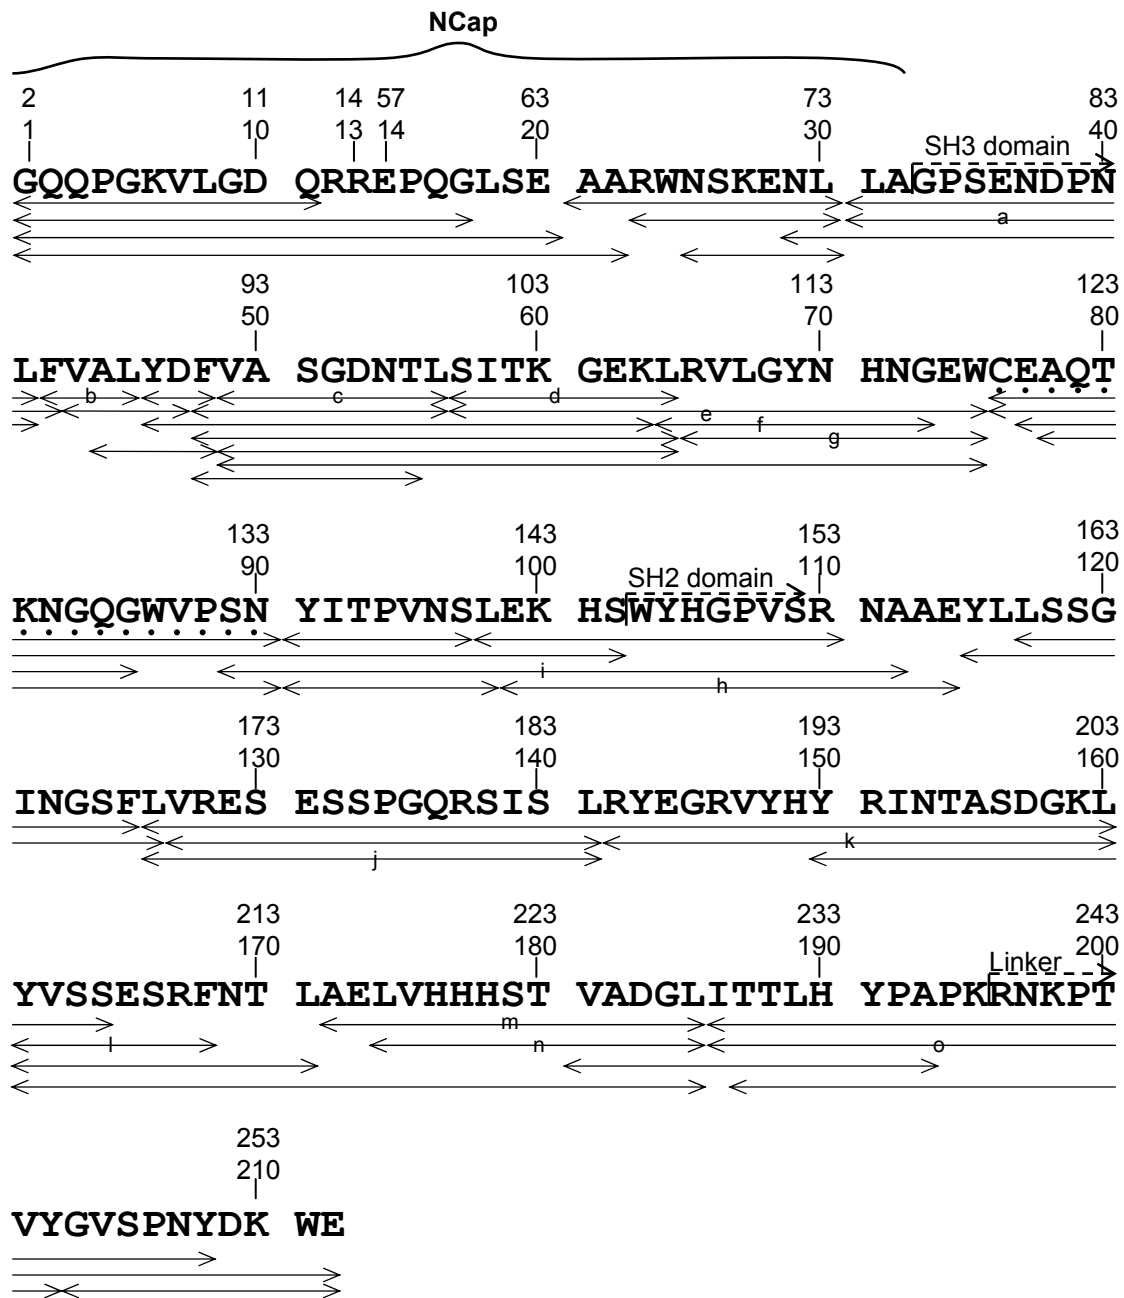 NCap
2 11 14 57 63 73 83
1 10 13 14 20 30 40
SH3 domain
GQQPGKVLGD QRREPQGLSE AARWNSKENL LAGPSENDPN
a
93 103 113 123
50 60 70 80
LFVALYDFVA SGDNTLSITK GEKLRVLGYN HNGEWCEAQT
b c d
e
f
g
133 143 153 163
90 100 110 120
SH2 domain
KNGQGWVPSN YITPVNSLEK HSWYHGPVSR NAAEYLLSSG
i
h
173 183 193 203
130 140 150 160
INGSFLVRES ESSPGQRSIS LRYEGRVYHY RINTASDGKL
k
j
213 223 233 243
170 180 190 200
Linker
YVSSESRFNT LAELVHHHST VADGLITTLH YPAPKRNKPT
m
l n o
253
210
VYGVSPNYDK WE